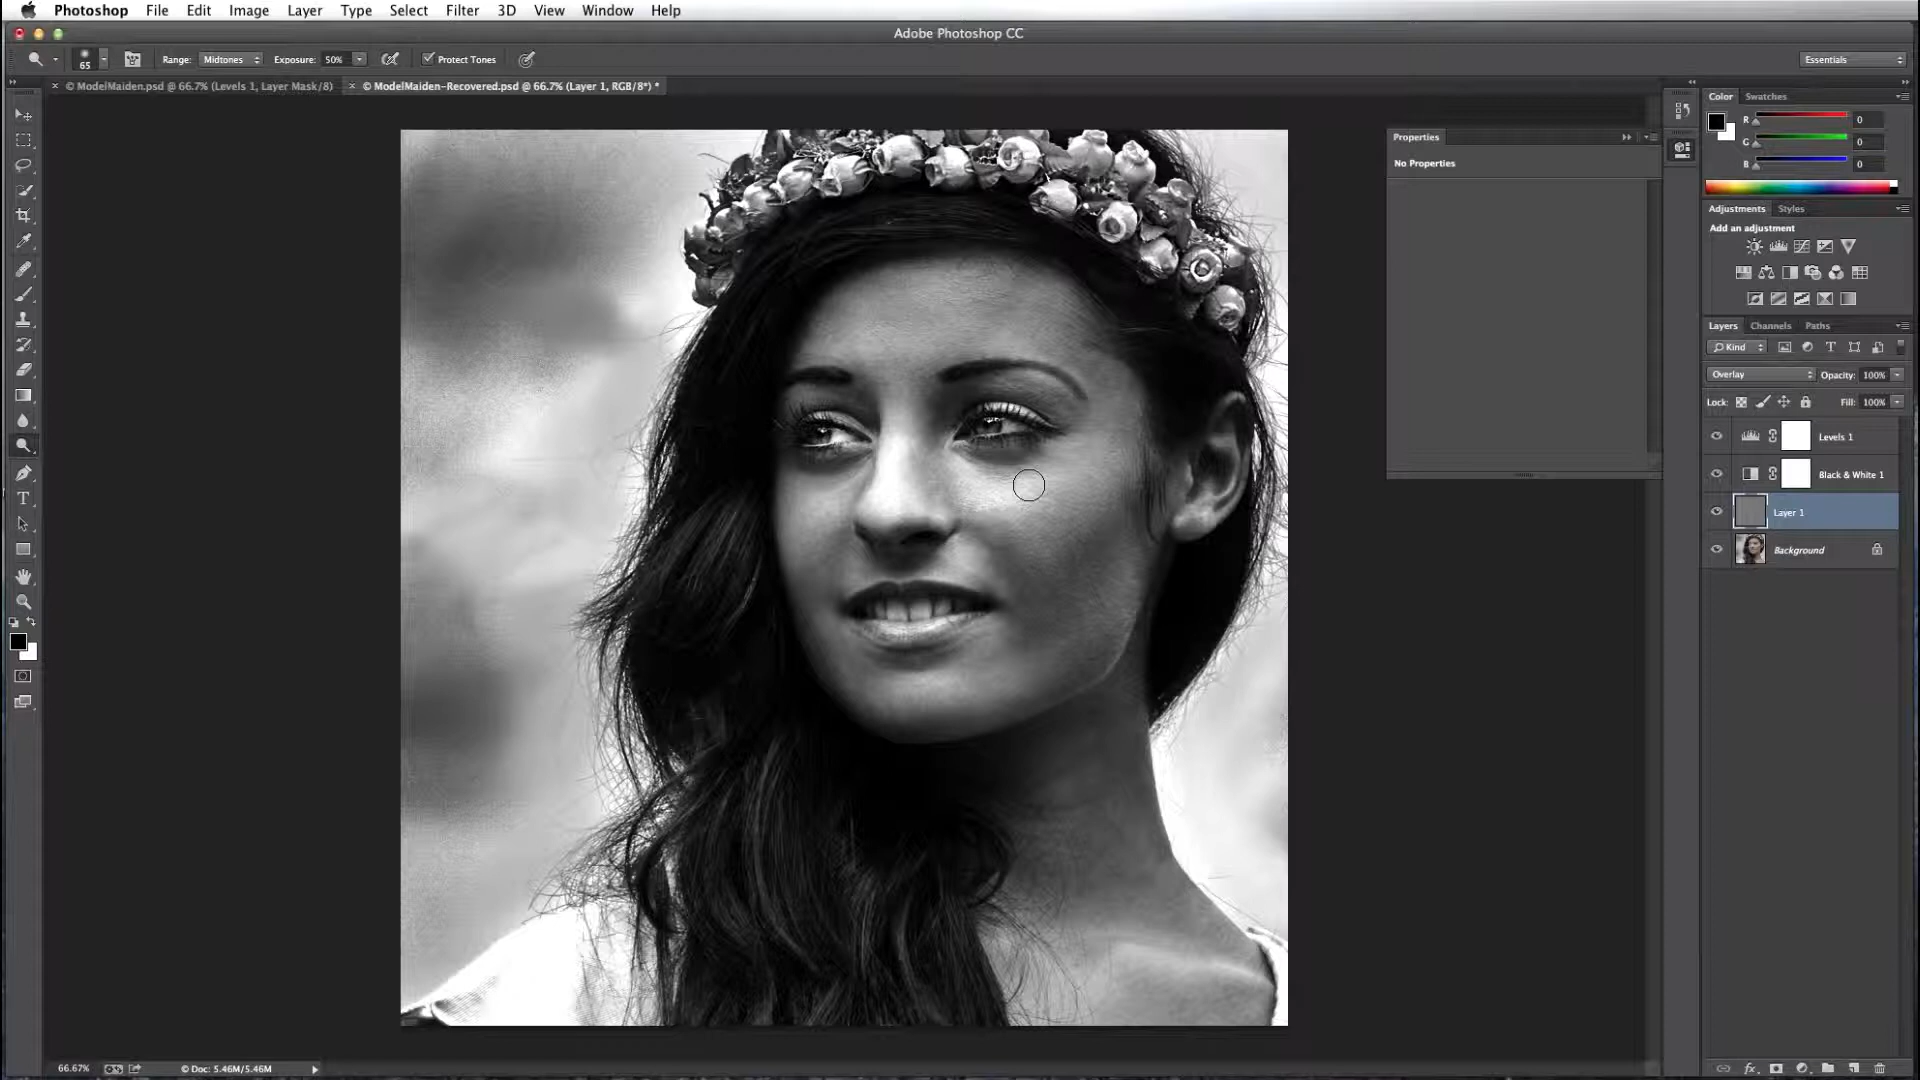 Photoshop File Edit Image Layer Type Select Filter 3D View Window Help
Adobe Photoshop CC
65 Range: Midtones Exposure: 50% Protect Tones Essentials
× © ModelMaiden.psd @ 66.7% (Levels 1, Layer Mask/8) × © ModelMaiden-Recovered.psd @ 66.7% (Layer 1, RGB/8*) *
Color Swatches
R 0
G 0
B 0
Properties
No Properties
Adjustments Styles
Add an adjustment
Layers Channels Paths
Kind
Overlay Opacity: 100%
Lock: Fill: 100%
Levels 1
Black & White 1
Layer 1
Background
66.67% © Doc: 5.46M/5.46M